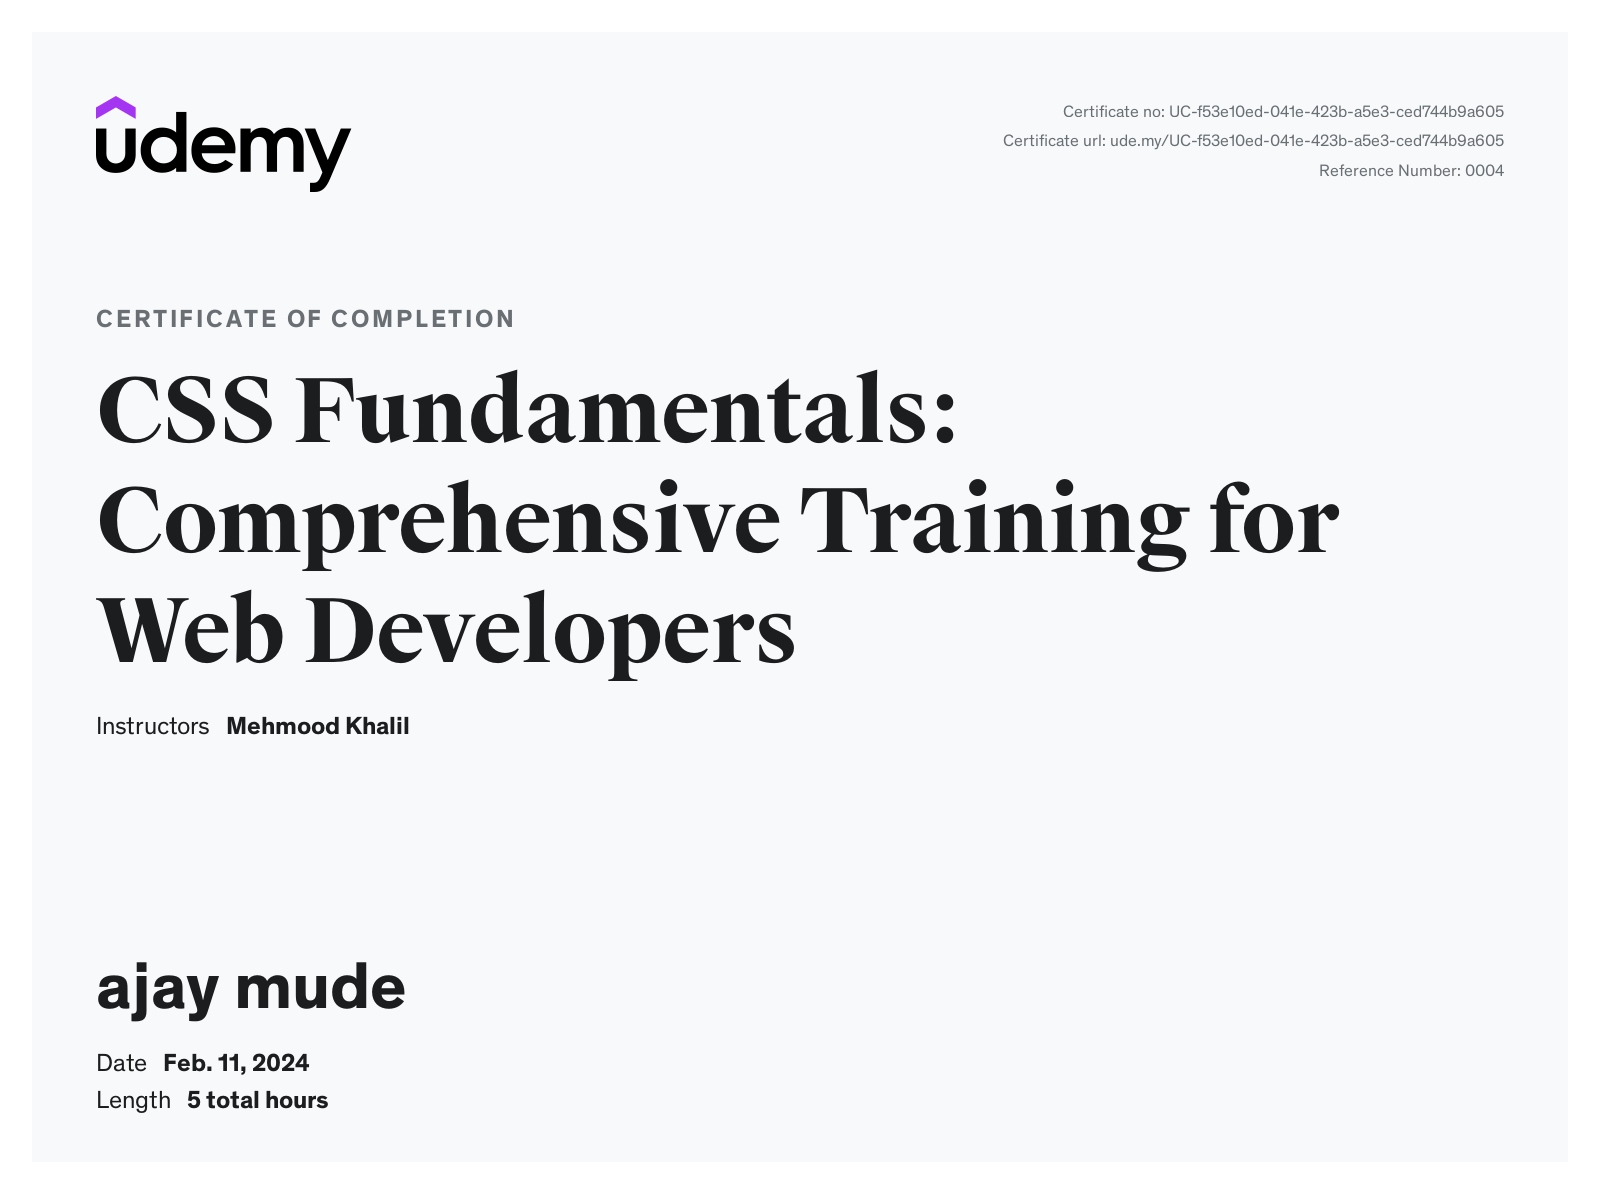 udemy
Certificate no: UC-f53e10ed-041e-423b-a5e3-ced744b9a605
Certificate url: ude.my/UC-f53e10ed-041e-423b-a5e3-ced744b9a605
Reference Number: 0004
CERTIFICATE OF COMPLETION
CSS Fundamentals:
Comprehensive Training for
Web Developers
Instructors Mehmood Khalil
ajay mude
Date Feb. 11, 2024
Length 5 total hours